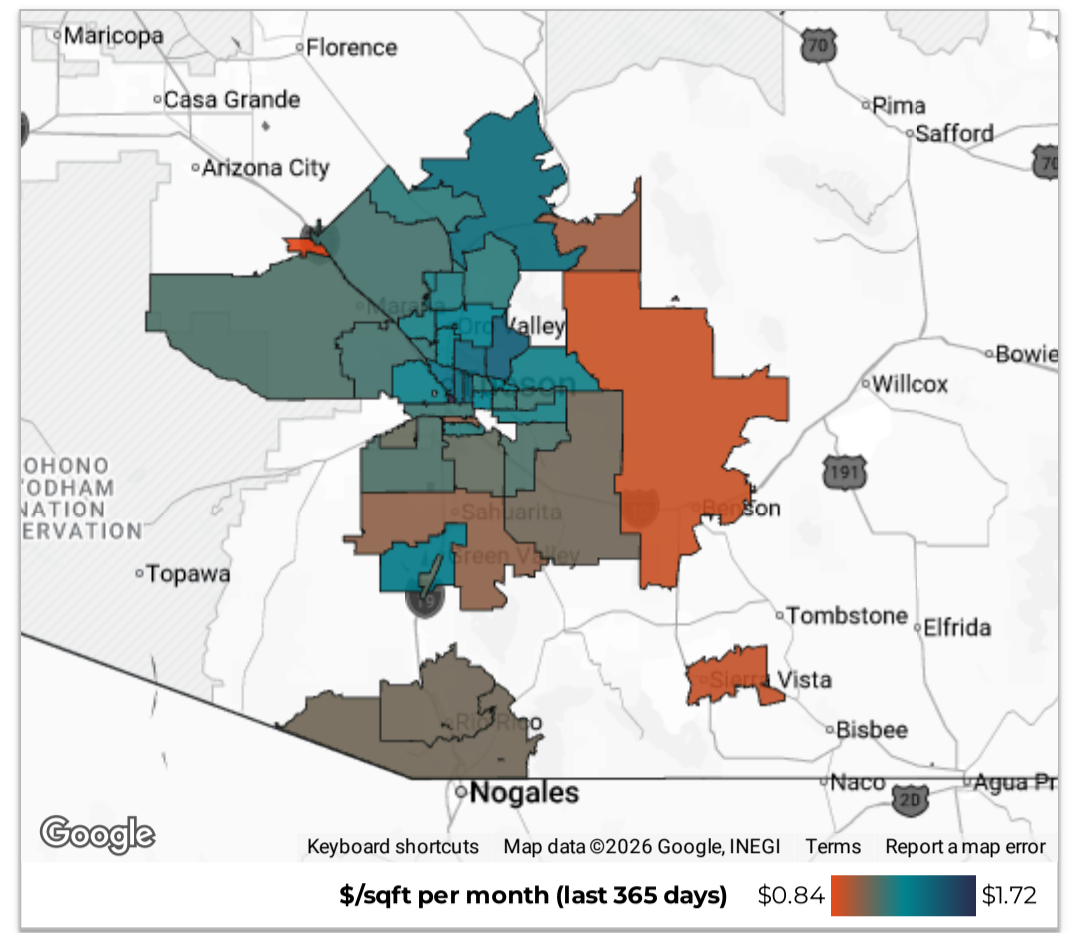 Maricopa
Florence
70
Casa Grande
Pima
Safford
Arizona City
70
Marana
Oro Valley
Bowie
Tucson
Willcox
OHONO
'ODHAM
NATION
ERVATION
191
Sahuarita
Benson
Green Valley
Topawa
19
Tombstone
Elfrida
Sierra Vista
Rio Rico
Bisbee
Naco
Agua Pr
Nogales
2D
Google
Keyboard shortcuts Map data ©2026 Google, INEGI Terms Report a map error
$/sqft per month (last 365 days) $0.84 $1.72